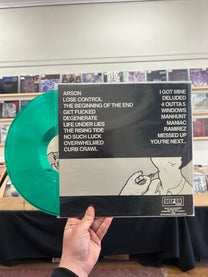 ARSON
LOSE CONTROL
THE BEGINNING OF THE END
GET FUCKED
DEGENERATE
LIFE UNDER LIES
THE RISING TIDE
NO SUCH LUCK
OVERWHELMED
CURB CRAWL
I GOT MINE
DELUDED
4 OUTTA 5
WINDOWS
MANHUNT
MANIAC
RAMIREZ
MESSED UP
YOU'RE NEXT...